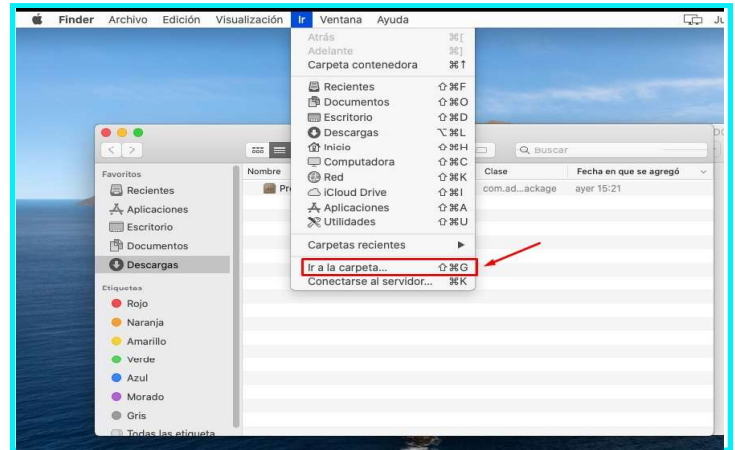 Finder Archivo Edición Visualización Ir Ventana Ayuda
Atrás ⌘[
Adelante ⌘]
Carpeta contenedora ⌘↑
Recientes ⇧⌘F
Documentos ⇧⌘O
Escritorio ⇧⌘D
Descargas ⌥⌘L
Inicio ⇧⌘H
Computadora ⇧⌘C
Red ⇧⌘K
iCloud Drive ⇧⌘I
Aplicaciones ⇧⌘A
Utilidades ⇧⌘U
Carpetas recientes ▶
Ir a la carpeta... ⇧⌘G
Conectarse al servidor... ⌘K
Buscar
Nombre Clase Fecha en que se agregó
com.ad...ackage ayer 15:21
Favoritos
Recientes
Aplicaciones
Escritorio
Documentos
Descargas
Etiquetas
Rojo
Naranja
Amarillo
Verde
Azul
Morado
Gris
Todas las etiqueta